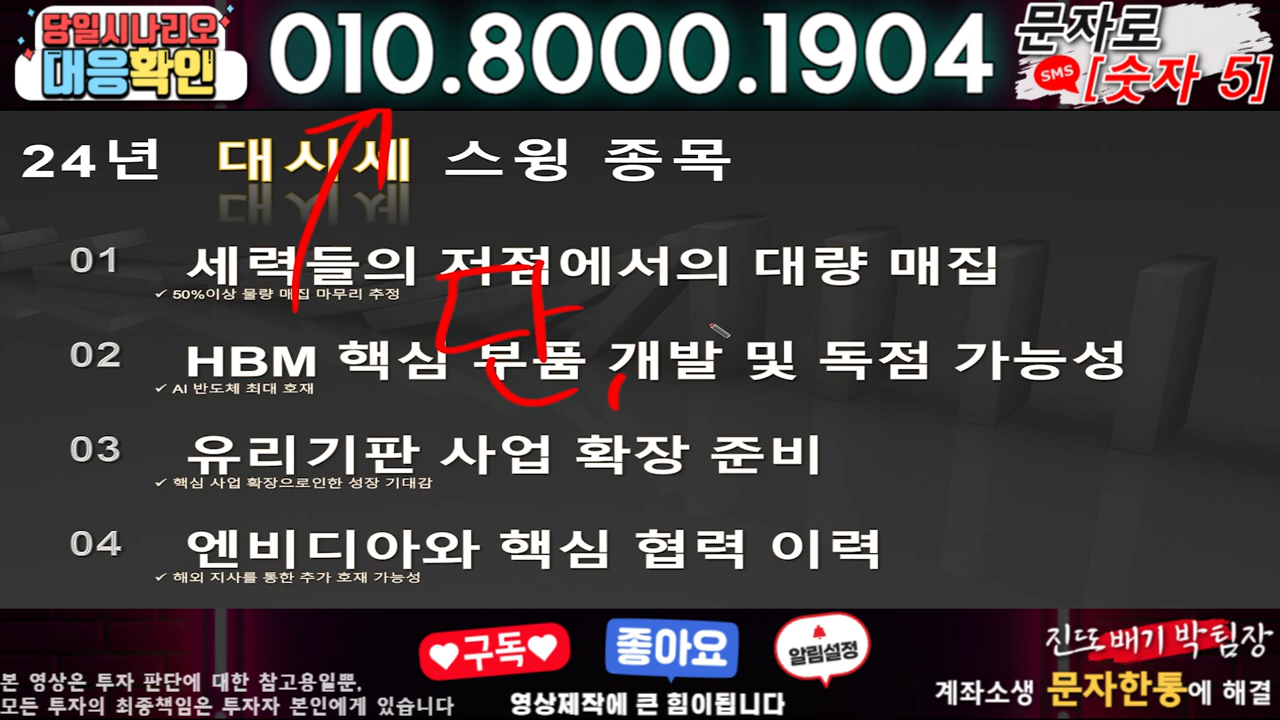 당일시나리오
대응확인
010.8000.1904
문자로
SMS [숫자 5]
24년 대시세 스윙 종목
01 세력들의 저점에서의 대량 매집
✓ 50%이상 물량 매집 마무리 추정
단,
02 HBM 핵심 부품 개발 및 독점 가능성
✓ AI 반도체 최대 호재
03 유리기판 사업 확장 준비
✓ 핵심 사업 확장으로인한 성장 기대감
04 엔비디아와 핵심 협력 이력
✓ 해외 지사를 통한 추가 호재 가능성
구독 좋아요 알림설정
영상제작에 큰 힘이됩니다
본 영상은 투자 판단에 대한 참고용일뿐,
모든 투자의 최종책임은 투자자 본인에게 있습니다
진또배기 박팀장
계좌소생 문자한통에 해결